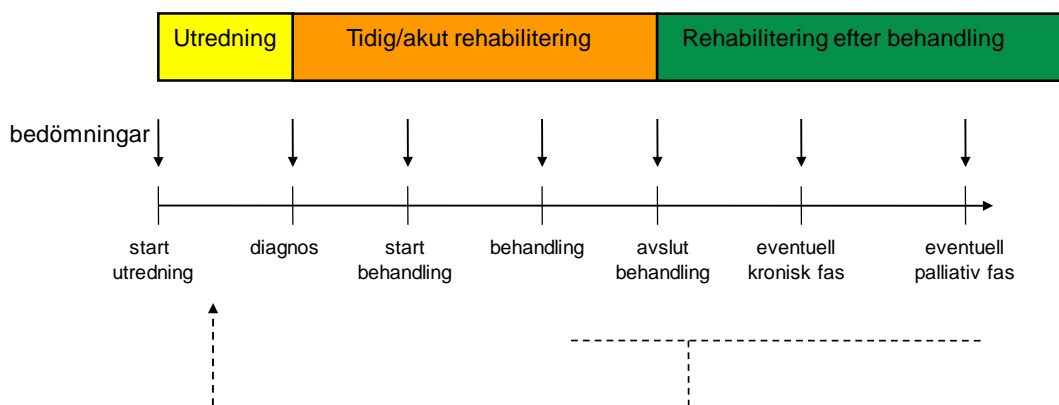 Utredning Tidig/akut rehabilitering Rehabilitering efter behandling
bedömningar
start diagnos start behandling avslut eventuell eventuell
utredning behandling behandling kronisk fas palliativ fas